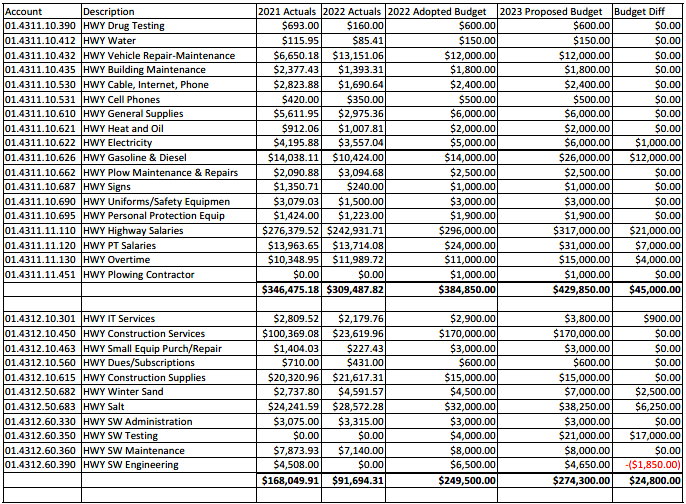 Account Description 2021 Actuals 2022 Actuals 2022 Adopted Budget 2023 Proposed Budget Budget Diff
01.4311.10.390 HWY Drug Testing $693.00 $160.00 $600.00 $600.00 $0.00
01.4311.10.412 HWY Water $115.95 $85.41 $150.00 $150.00 $0.00
01.4311.10.432 HWY Vehicle Repair-Maintenance $6,650.18 $13,151.06 $12,000.00 $12,000.00 $0.00
01.4311.10.435 HWY Building Maintenance $2,377.43 $1,393.31 $1,800.00 $1,800.00 $0.00
01.4311.10.530 HWY Cable, Internet, Phone $2,823.88 $1,690.64 $2,400.00 $2,400.00 $0.00
01.4311.10.531 HWY Cell Phones $420.00 $350.00 $500.00 $500.00 $0.00
01.4311.10.610 HWY General Supplies $5,611.95 $2,975.36 $6,000.00 $6,000.00 $0.00
01.4311.10.621 HWY Heat and Oil $912.06 $1,007.81 $2,000.00 $2,000.00 $0.00
01.4311.10.622 HWY Electricity $4,195.88 $3,557.04 $5,000.00 $6,000.00 $1,000.00
01.4311.10.626 HWY Gasoline & Diesel $14,038.11 $10,424.00 $14,000.00 $26,000.00 $12,000.00
01.4311.10.662 HWY Plow Maintenance & Repairs $2,090.88 $3,094.68 $2,500.00 $2,500.00 $0.00
01.4311.10.687 HWY Signs $1,350.71 $240.00 $1,000.00 $1,000.00 $0.00
01.4311.10.690 HWY Uniforms/Safety Equipmen $3,079.03 $1,500.00 $3,000.00 $3,000.00 $0.00
01.4311.10.695 HWY Personal Protection Equip $1,424.00 $1,223.00 $1,900.00 $1,900.00 $0.00
01.4311.11.110 HWY Highway Salaries $276,379.52 $242,931.71 $296,000.00 $317,000.00 $21,000.00
01.4311.11.120 HWY PT Salaries $13,963.65 $13,714.08 $24,000.00 $31,000.00 $7,000.00
01.4311.11.130 HWY Overtime $10,348.95 $11,989.72 $11,000.00 $15,000.00 $4,000.00
01.4311.11.451 HWY Plowing Contractor $0.00 $0.00 $1,000.00 $1,000.00 $0.00
$346,475.18 $309,487.82 $384,850.00 $429,850.00 $45,000.00
01.4312.10.301 HWY IT Services $2,809.52 $2,179.76 $2,900.00 $3,800.00 $900.00
01.4312.10.450 HWY Construction Services $100,369.08 $23,619.96 $170,000.00 $170,000.00 $0.00
01.4312.10.463 HWY Small Equip Purch/Repair $1,404.03 $227.43 $3,000.00 $3,000.00 $0.00
01.4312.10.560 HWY Dues/Subscriptions $710.00 $431.00 $600.00 $600.00 $0.00
01.4312.10.615 HWY Construction Supplies $20,320.96 $21,617.31 $15,000.00 $15,000.00 $0.00
01.4312.50.682 HWY Winter Sand $2,737.80 $4,591.57 $4,500.00 $7,000.00 $2,500.00
01.4312.50.683 HWY Salt $24,241.59 $28,572.28 $32,000.00 $38,250.00 $6,250.00
01.4312.60.330 HWY SW Administration $3,075.00 $3,315.00 $3,000.00 $3,000.00 $0.00
01.4312.60.350 HWY SW Testing $0.00 $0.00 $4,000.00 $21,000.00 $17,000.00
01.4312.60.360 HWY SW Maintenance $7,873.93 $7,140.00 $8,000.00 $8,000.00 $0.00
01.4312.60.390 HWY SW Engineering $4,508.00 $0.00 $6,500.00 $4,650.00 -($1,850.00)
$168,049.91 $91,694.31 $249,500.00 $274,300.00 $24,800.00